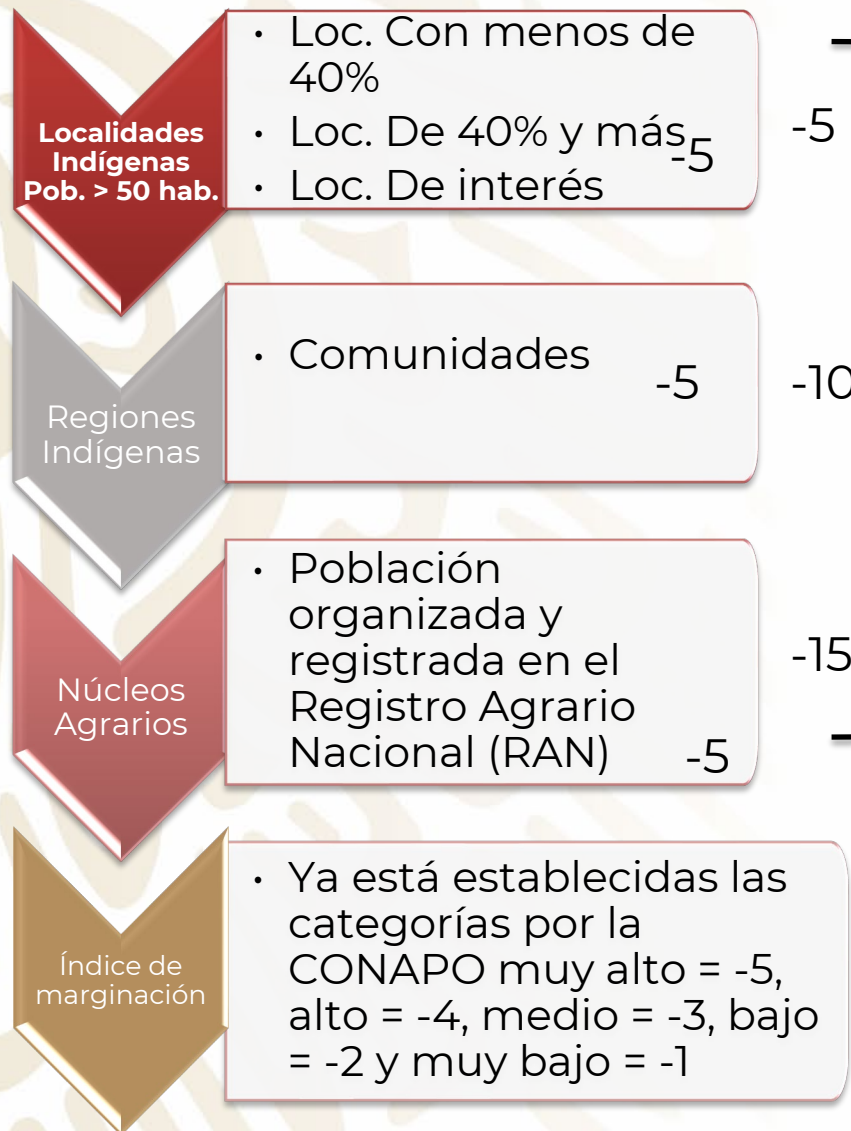 Localidades
Indígenas
Pob. > 50 hab.
· Loc. Con menos de
40%
· Loc. De 40% y más
-5
· Loc. De interés
-5
Regiones
Indígenas
· Comunidades
-5
-10
Núcleos
Agrarios
· Población
organizada y
registrada en el
Registro Agrario
Nacional (RAN)
-5
-15
Índice de
marginación
· Ya está establecidas las
categorías por la
CONAPO muy alto = -5,
alto = -4, medio = -3, bajo
= -2 y muy bajo = -1